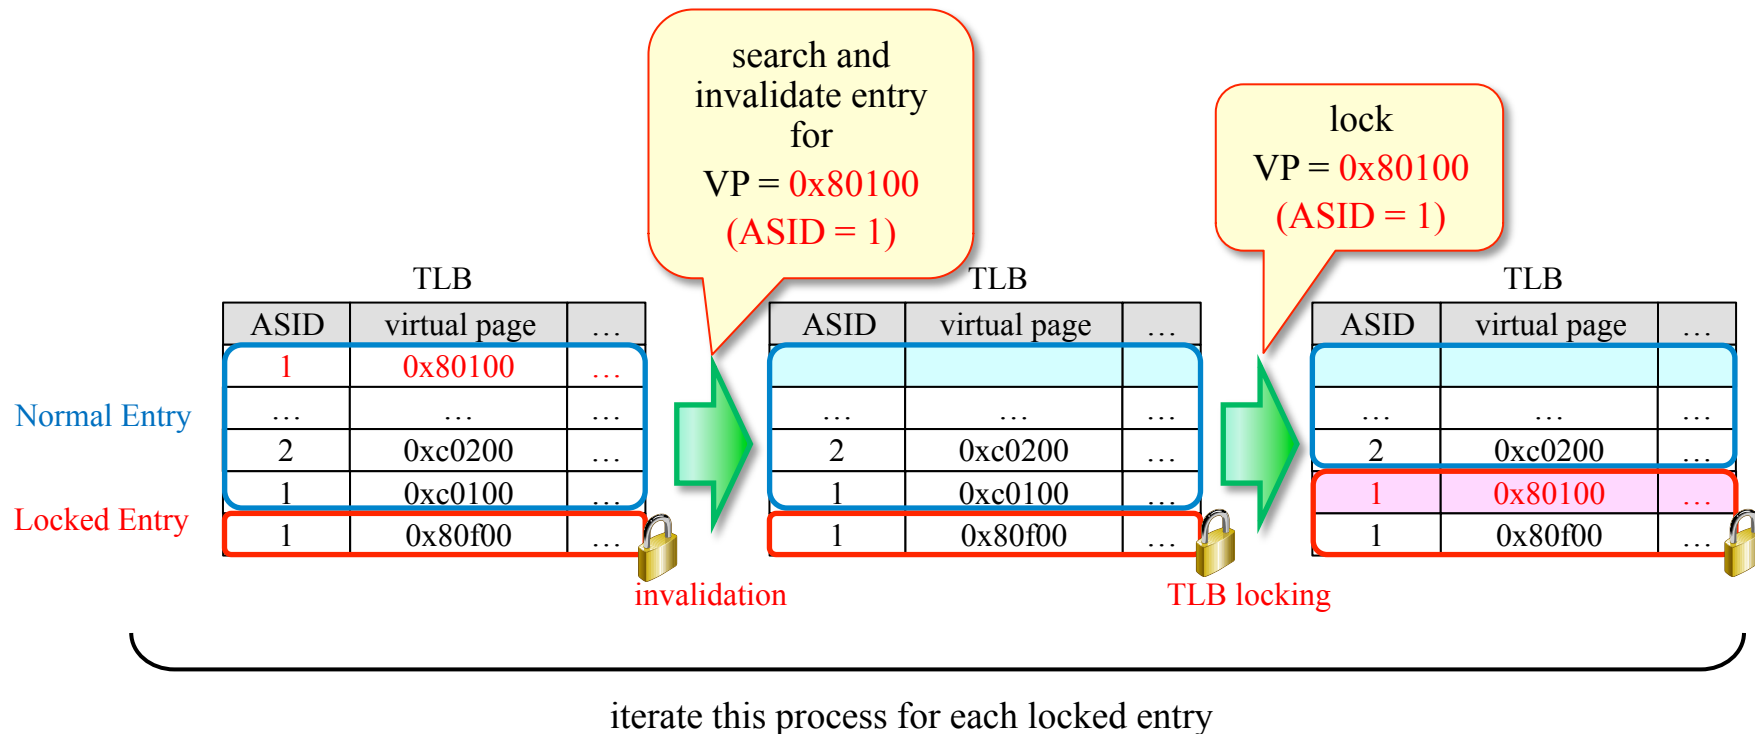 search and
invalidate entry
for
VP = 0x80100
(ASID = 1)
lock
VP = 0x80100
(ASID = 1)
TLB
ASID virtual page …
1 0x80100 …
… … …
2 0xc0200 …
1 0xc0100 …
1 0x80f00 …
TLB
ASID virtual page …
… … …
2 0xc0200 …
1 0xc0100 …
1 0x80f00 …
TLB
ASID virtual page …
… … …
2 0xc0200 …
1 0x80100 …
1 0x80f00 …
Normal Entry
Locked Entry
invalidation
TLB locking
iterate this process for each locked entry